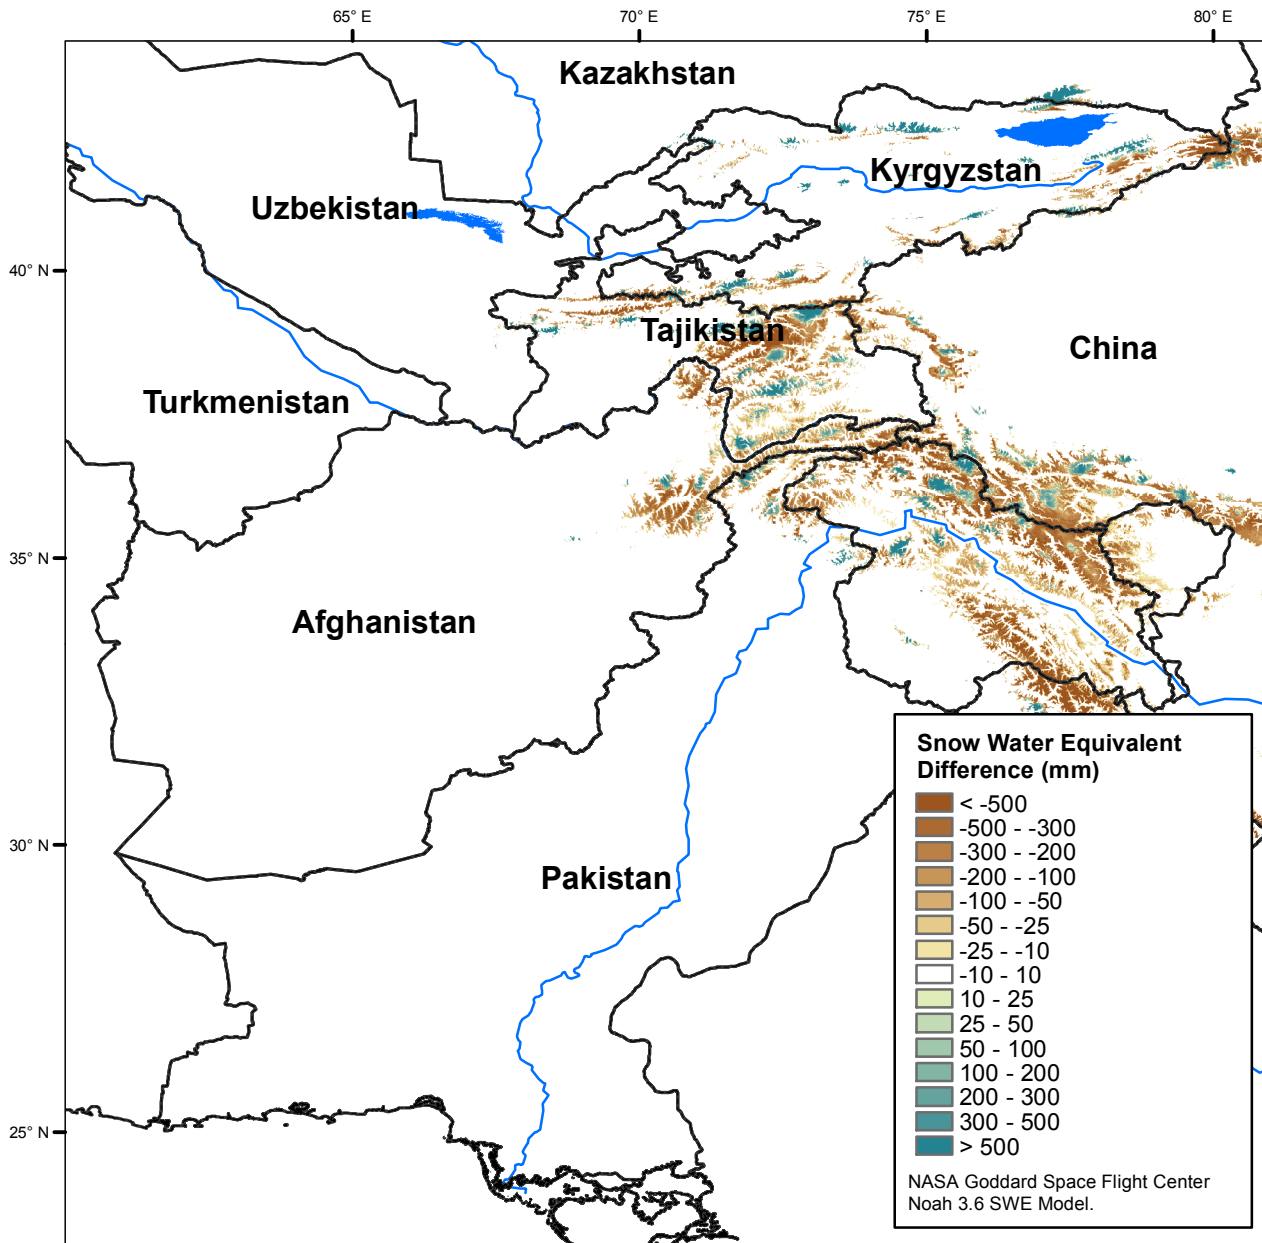 65° E
70° E
75° E
80° E
Kazakhstan
Kyrgyzstan
Uzbekistan
40° N
Tajikistan
China
Turkmenistan
35° N
Afghanistan
30° N
Pakistan
25° N
Snow Water Equivalent
Difference (mm)
< -500
-500 - -300
-300 - -200
-200 - -100
-100 - -50
-50 - -25
-25 - -10
-10 - 10
10 - 25
25 - 50
50 - 100
100 - 200
200 - 300
300 - 500
> 500
NASA Goddard Space Flight Center
Noah 3.6 SWE Model.